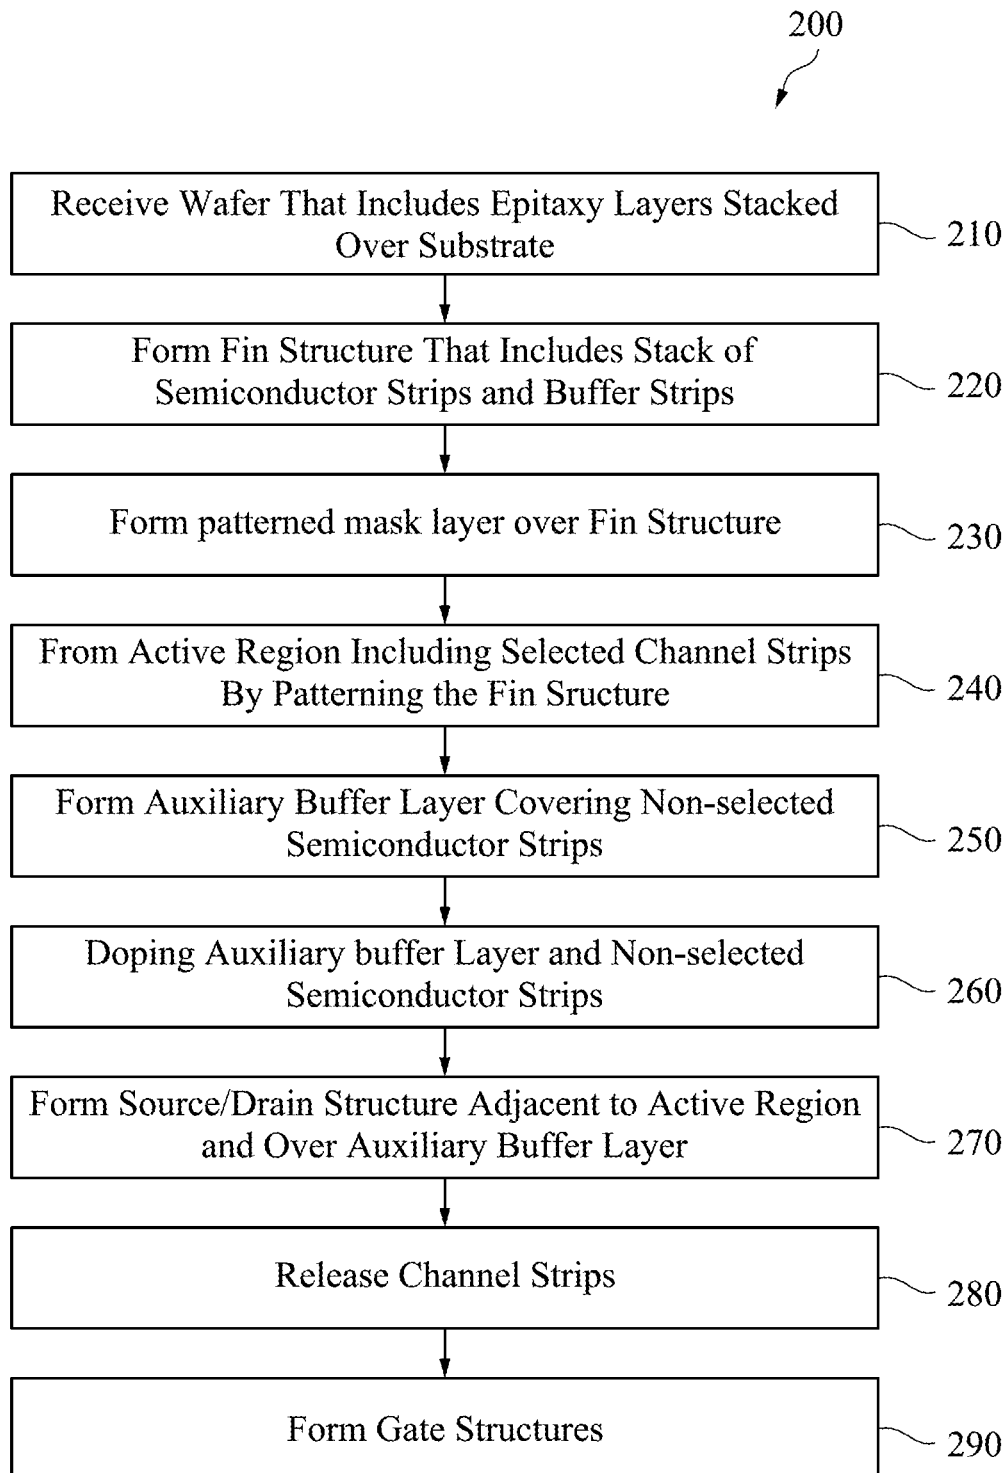 200
Receive Wafer That Includes Epitaxy Layers Stacked
Over Substrate
210
Form Fin Structure That Includes Stack of
Semiconductor Strips and Buffer Strips
220
Form patterned mask layer over Fin Structure
230
From Active Region Including Selected Channel Strips
By Patterning the Fin Sructure
240
Form Auxiliary Buffer Layer Covering Non-selected
Semiconductor Strips
250
Doping Auxiliary buffer Layer and Non-selected
Semiconductor Strips
260
Form Source/Drain Structure Adjacent to Active Region
and Over Auxiliary Buffer Layer
270
Release Channel Strips
280
Form Gate Structures
290